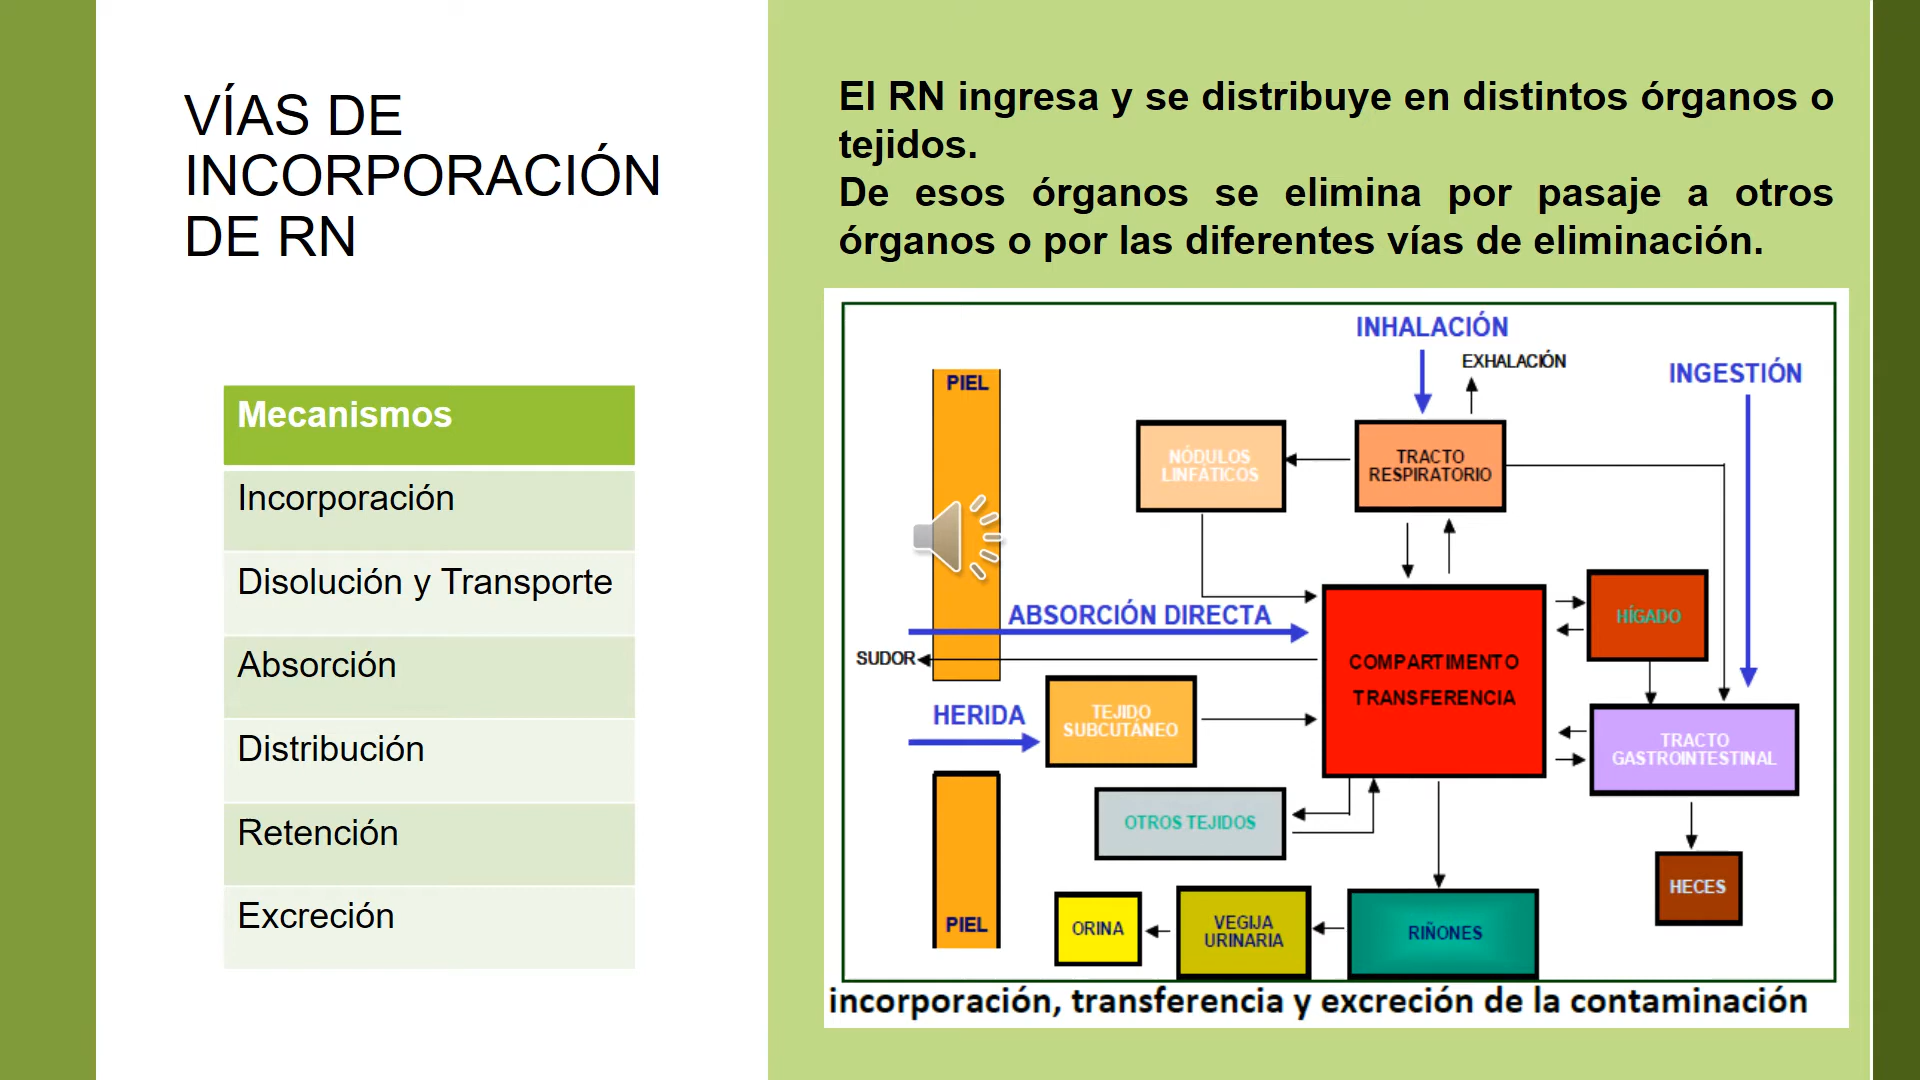 VÍAS DE
INCORPORACIÓN
DE RN
Mecanismos
Incorporación
Disolución y Transporte
Absorción
Distribución
Retención
Excreción
El RN ingresa y se distribuye en distintos órganos o
tejidos.
De esos órganos se elimina por pasaje a otros
órganos o por las diferentes vías de eliminación.
INHALACIÓN
EXHALACIÓN
INGESTIÓN
PIEL
NÓDULOS
LINFÁTICOS
TRACTO
RESPIRATORIO
ABSORCIÓN DIRECTA
HÍGADO
SUDOR
COMPARTIMENTO
TRANSFERENCIA
HERIDA
TEJIDO
SUBCUTÁNEO
TRACTO
GASTROINTESTINAL
OTROS TEJIDOS
HECES
PIEL
ORINA
VEGIJA
URINARIA
RIÑONES
incorporación, transferencia y excreción de la contaminación